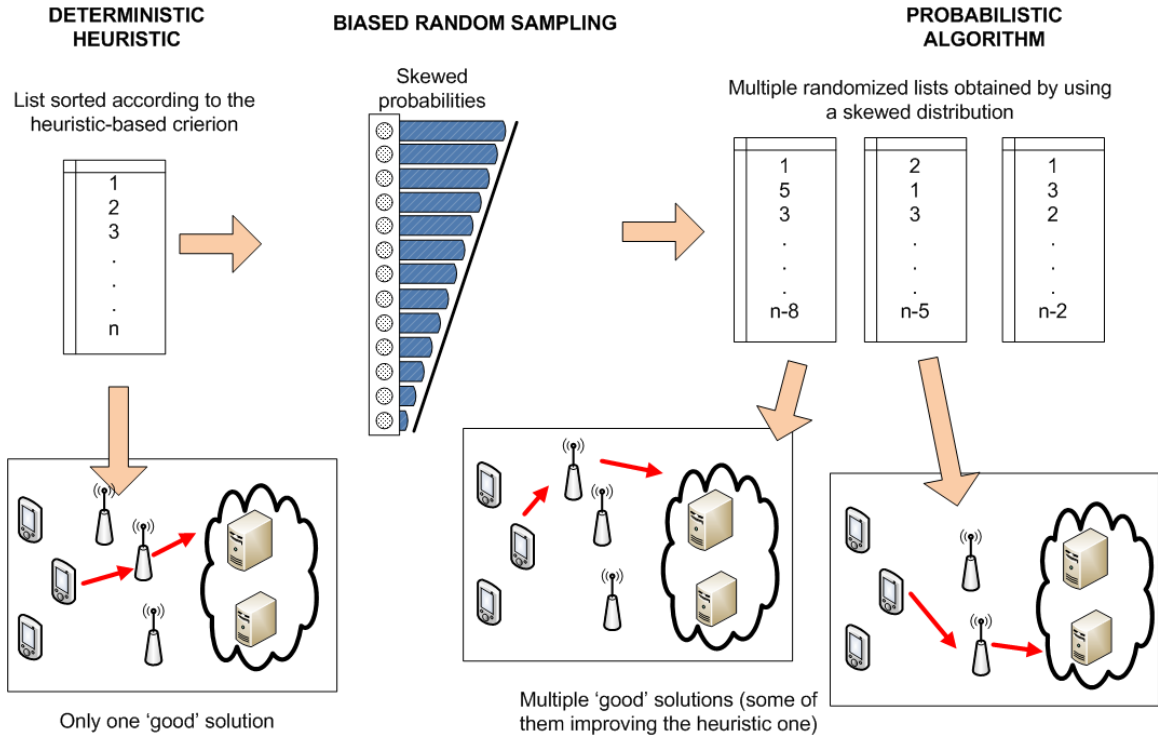 DETERMINISTIC
HEURISTIC
BIASED RANDOM SAMPLING
PROBABILISTIC
ALGORITHM
List sorted according to the
heuristic-based crierion
Skewed
probabilities
Multiple randomized lists obtained by using
a skewed distribution
1
2
3
.
.
.
n
1
5
3
.
.
.
n-8
2
1
3
.
.
.
n-5
1
3
2
.
.
.
n-2
Only one ‘good’ solution
Multiple ‘good’ solutions (some of
them improving the heuristic one)